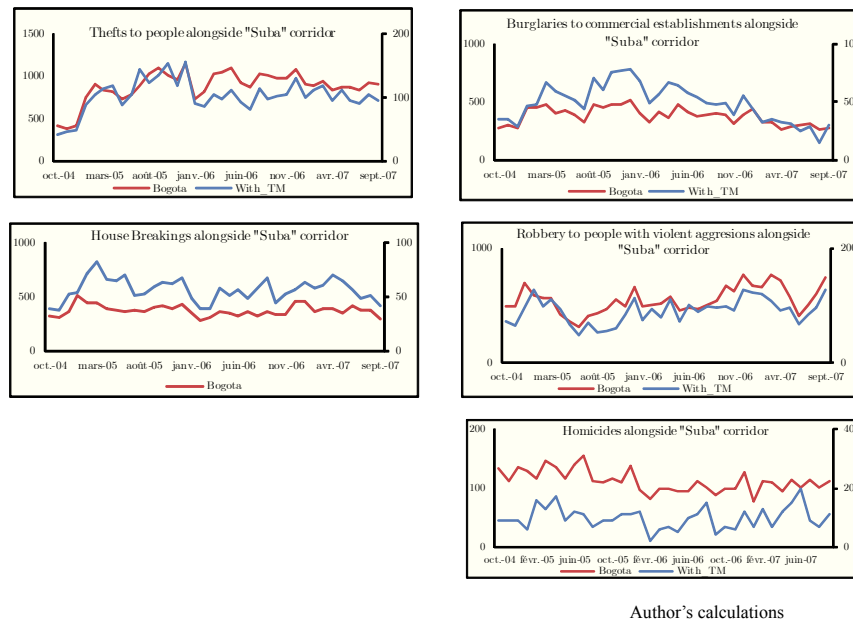 Thefts to people alongside "Suba" corridor
1500
1000
500
0
200
100
0
oct.-04 mars-05 août-05 janv.-06 juin-06 nov.-06 avr.-07 sept.-07
Bogota With_TM
Burglaries to commercial establishments alongside
"Suba" corridor
1000
500
0
50
0
oct.-04 mars-05 août-05 janv.-06 juin-06 nov.-06 avr.-07 sept.-07
Bogota With_TM
House Breakings alongside "Suba" corridor
1000
500
0
100
50
0
oct.-04 mars-05 août-05 janv.-06 juin-06 nov.-06 avr.-07 sept.-07
Bogota
Robbery to people with violent aggresions alongside
"Suba" corridor
1000
0
0
oct.-04 mars-05 août-05 janv.-06 juin-06 nov.-06 avr.-07 sept.-07
Bogota With_TM
Homicides alongside "Suba" corridor
200
100
0
40
20
0
oct.-04 févr.-05 juin-05 oct.-05 févr.-06 juin-06 oct.-06 févr.-07 juin-07
Bogota With_TM
Author's calculations